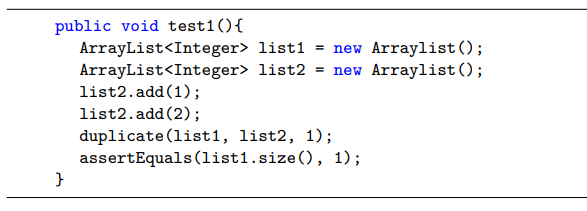 public void test1(){
ArrayList<Integer> list1 = new Arraylist();
ArrayList<Integer> list2 = new Arraylist();
list2.add(1);
list2.add(2);
duplicate(list1, list2, 1);
assertEquals(list1.size(), 1);
}